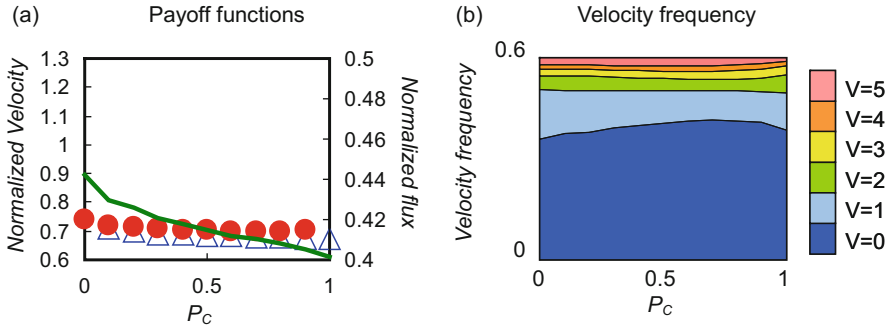 (a) Payoff functions
Normalized Velocity
1.3
1.2
1.1
1
0.9
0.8
0.7
0.6
0.5
0.48
0.46
0.44
0.42
0.4
Normalized flux
0 0.5 1
PC
(b) Velocity frequency
Velocity frequency
0.6
0
0 0.5 1
PC
V=5
V=4
V=3
V=2
V=1
V=0